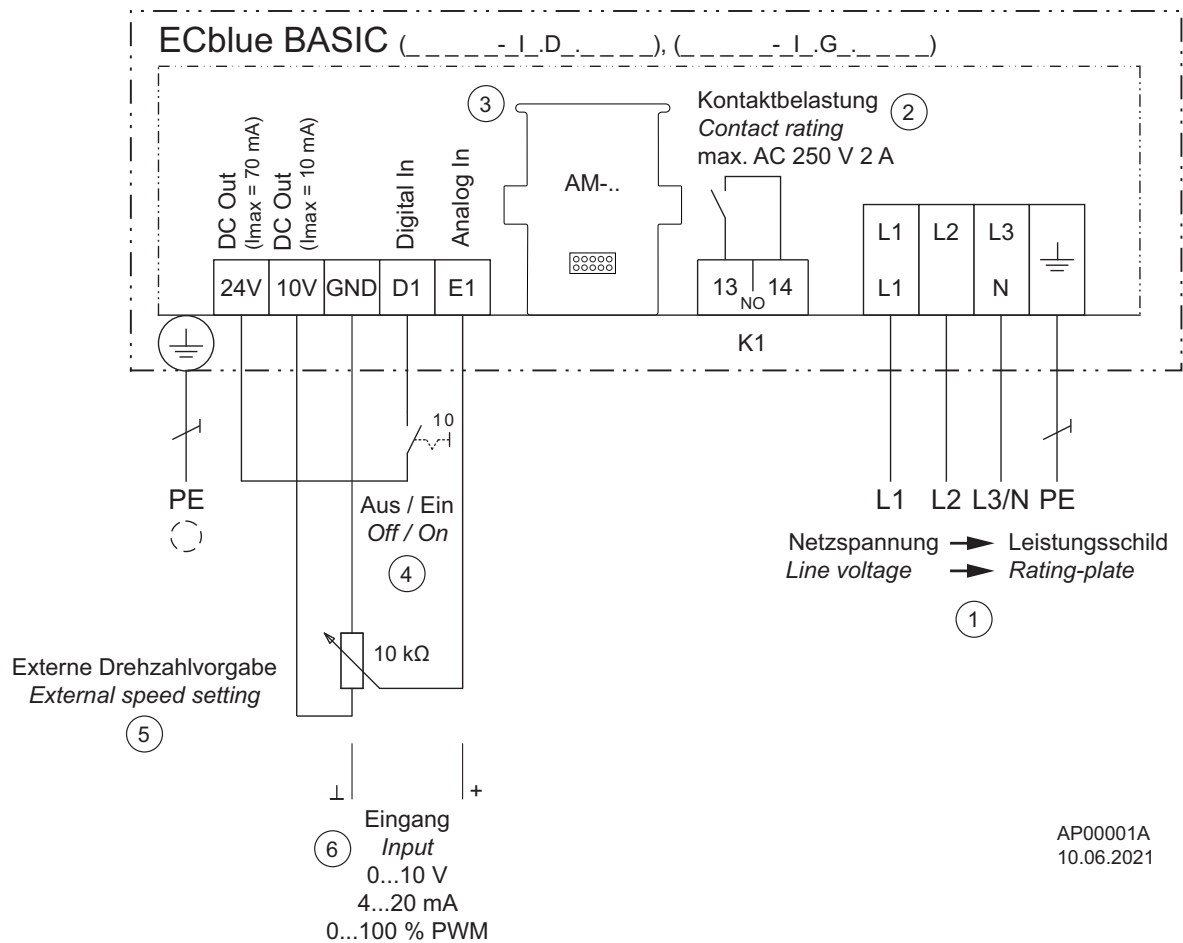 ECblue BASIC (_ _ _ _ _-_I_.D_._ _ _ _), (_ _ _ _ _-_I_.G_._ _ _ _)
3
Kontaktbelastung
Contact rating
max. AC 250 V 2 A
2
DC Out
(Imax = 70 mA)
DC Out
(Imax = 10 mA)
Digital In
Analog In
AM-..
24V 10V GND D1 E1
13 14
NO
K1
L1 L2 L3
L1 N
10
PE
Aus / Ein
Off / On
4
L1 L2 L3/N PE
Netzspannung Leistungsschild
Line voltage Rating-plate
1
10 kΩ
Externe Drehzahlvorgabe
External speed setting
5
⊥ +
6
Eingang
Input
0...10 V
4...20 mA
0...100 % PWM
AP00001A
10.06.2021